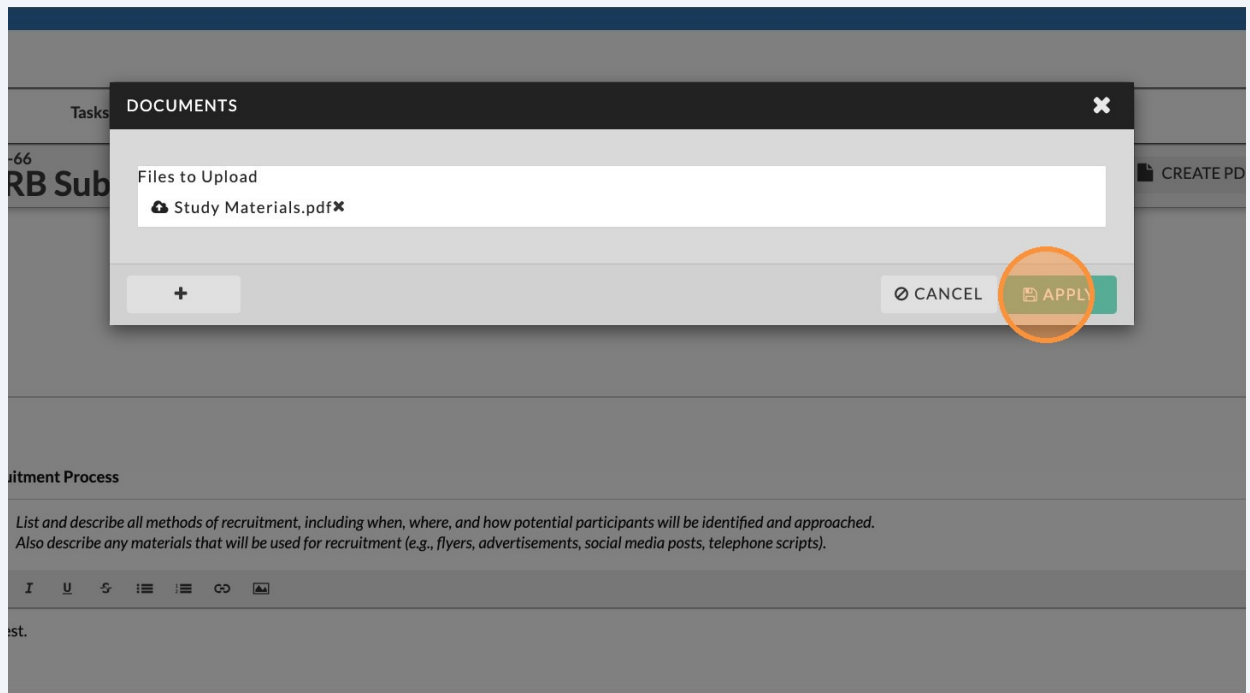 Tasks
DOCUMENTS
-66
RB Sub
Files to Upload
Study Materials.pdf
CREATE PD
CANCEL
APPLY
uitment Process
List and describe all methods of recruitment, including when, where, and how potential participants will be identified and approached.
Also describe any materials that will be used for recruitment (e.g., flyers, advertisements, social media posts, telephone scripts).
I U S
est.